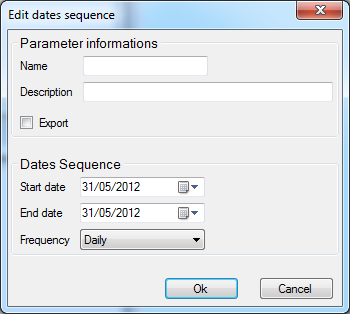 Edit dates sequence
Parameter informations
Name
Description
Export
Dates Sequence
Start date 31/05/2012
End date 31/05/2012
Frequency Daily
Ok Cancel